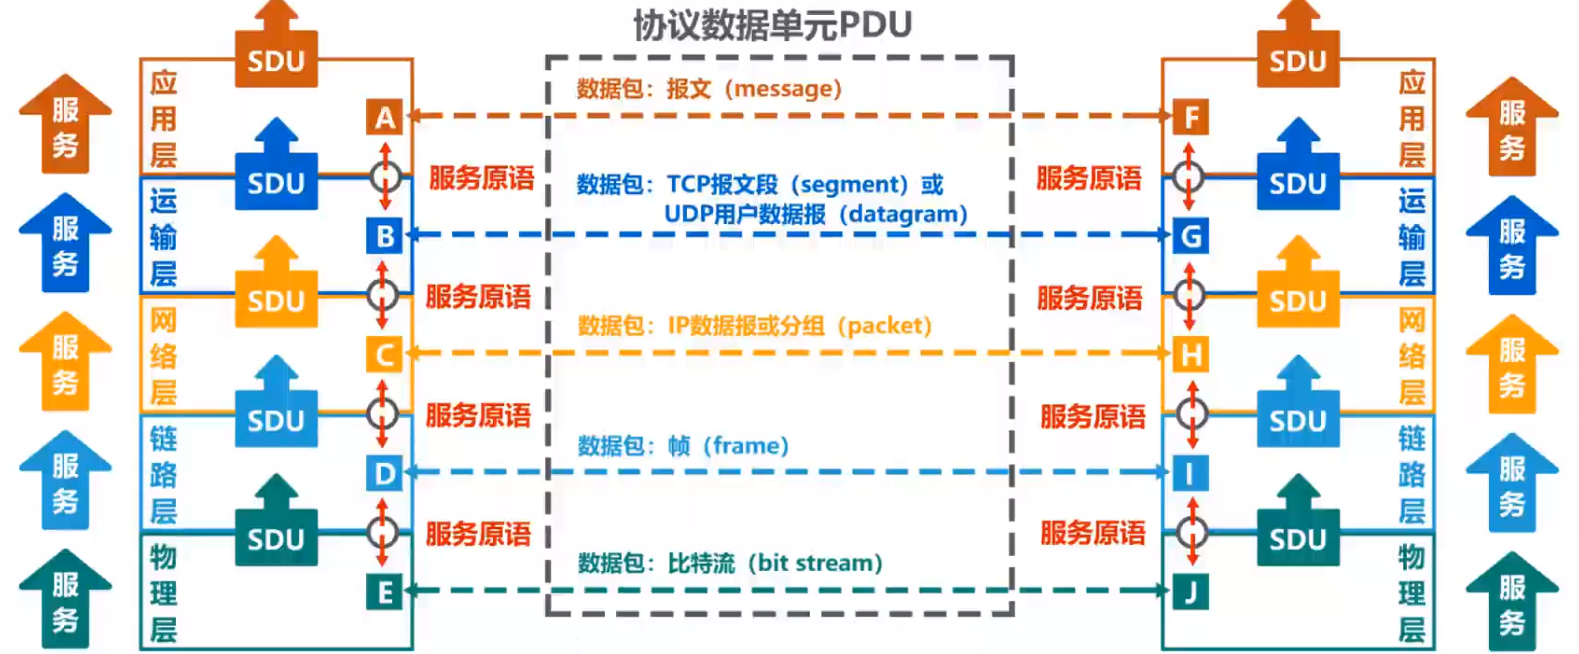 协议数据单元PDU
SDU
SDU
服务
应用层
数据包：报文（message）
应用层
服务
A
F
服务原语
服务原语
SDU
SDU
数据包：TCP报文段（segment）或
UDP用户数据报（datagram）
服务
运输层
运输层
服务
B
G
服务原语
服务原语
SDU
SDU
数据包：IP数据报或分组（packet）
服务
网络层
网络层
服务
C
H
服务原语
服务原语
SDU
SDU
数据包：帧（frame）
服务
链路层
链路层
服务
D
I
服务原语
服务原语
SDU
SDU
数据包：比特流（bit stream）
服务
物理层
物理层
服务
E
J